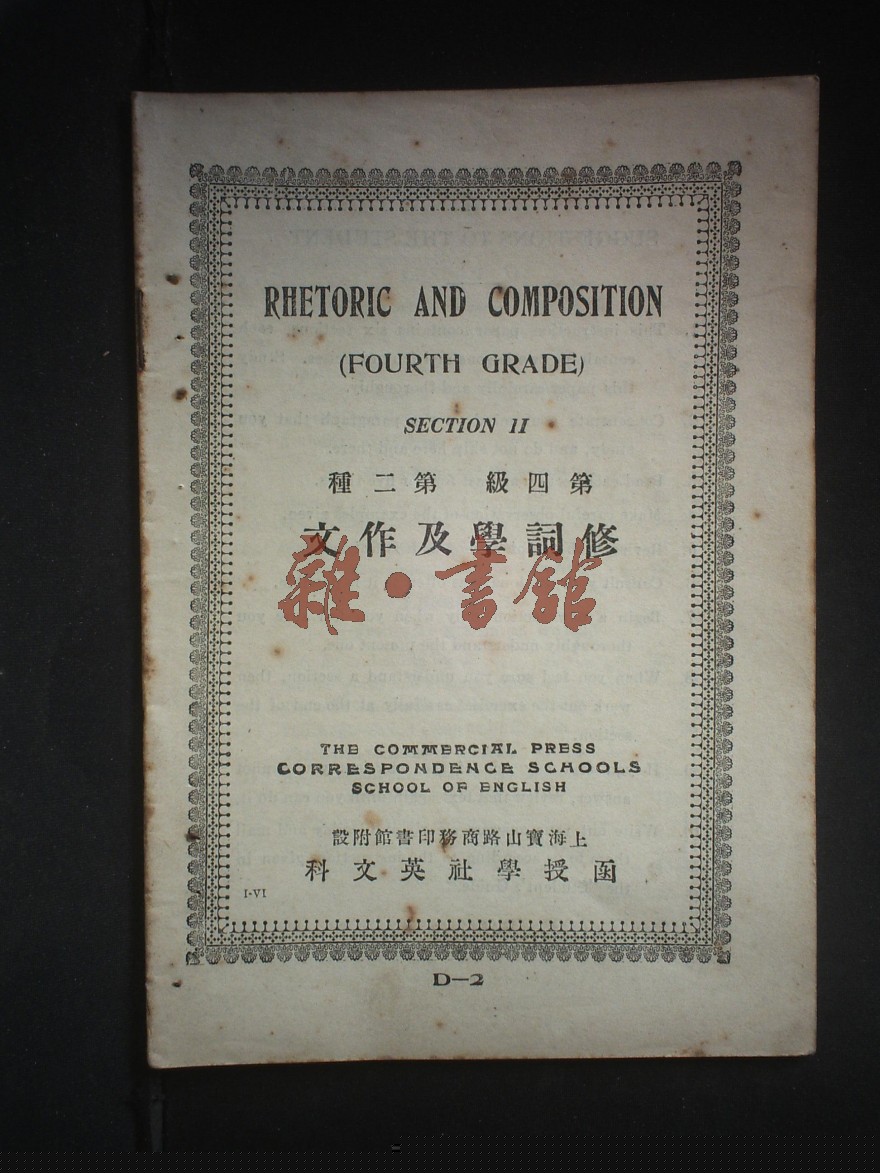 RHETORIC AND COMPOSITION
(FOURTH GRADE)
SECTION II
第四級 第二種
修詞學及作文
雜·書館
THE COMMERCIAL PRESS
CORRESPONDENCE SCHOOLS
SCHOOL OF ENGLISH
上海寶山路商務印書館附設
函授學社英文科
I-VI
D—2